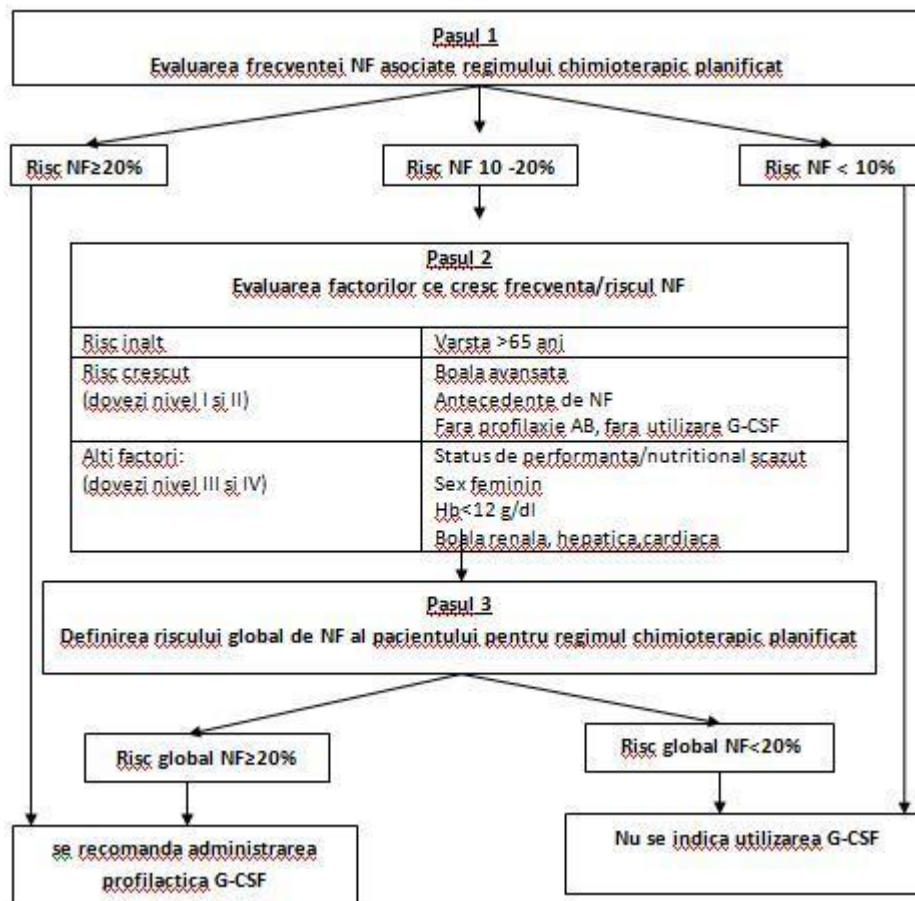 Pasul 1
Evaluarea frecventei NF asociate regimului chimioterapic planificat
Risc NF≥20%
Risc NF 10 -20%
Risc NF < 10%
Pasul 2
Evaluarea factorilor ce cresc frecventa/riscul NF
Risc inalt
Varsta >65 ani
Risc crescut
(dovezi nivel I si II)
Boala avansata
Antecedente de NF
Fara profilaxie AB, fara utilizare G-CSF
Alti factori:
(dovezi nivel III si IV)
Status de performanta/nutritional scazut
Sex feminin
Hb<12 g/dl
Boala renala, hepatica,cardiaca
Pasul 3
Definirea riscului global de NF al pacientului pentru regimul chimioterapic planificat
Risc global NF≥20%
Risc global NF<20%
se recomanda administrarea
profilactica G-CSF
Nu se indica utilizarea G-CSF